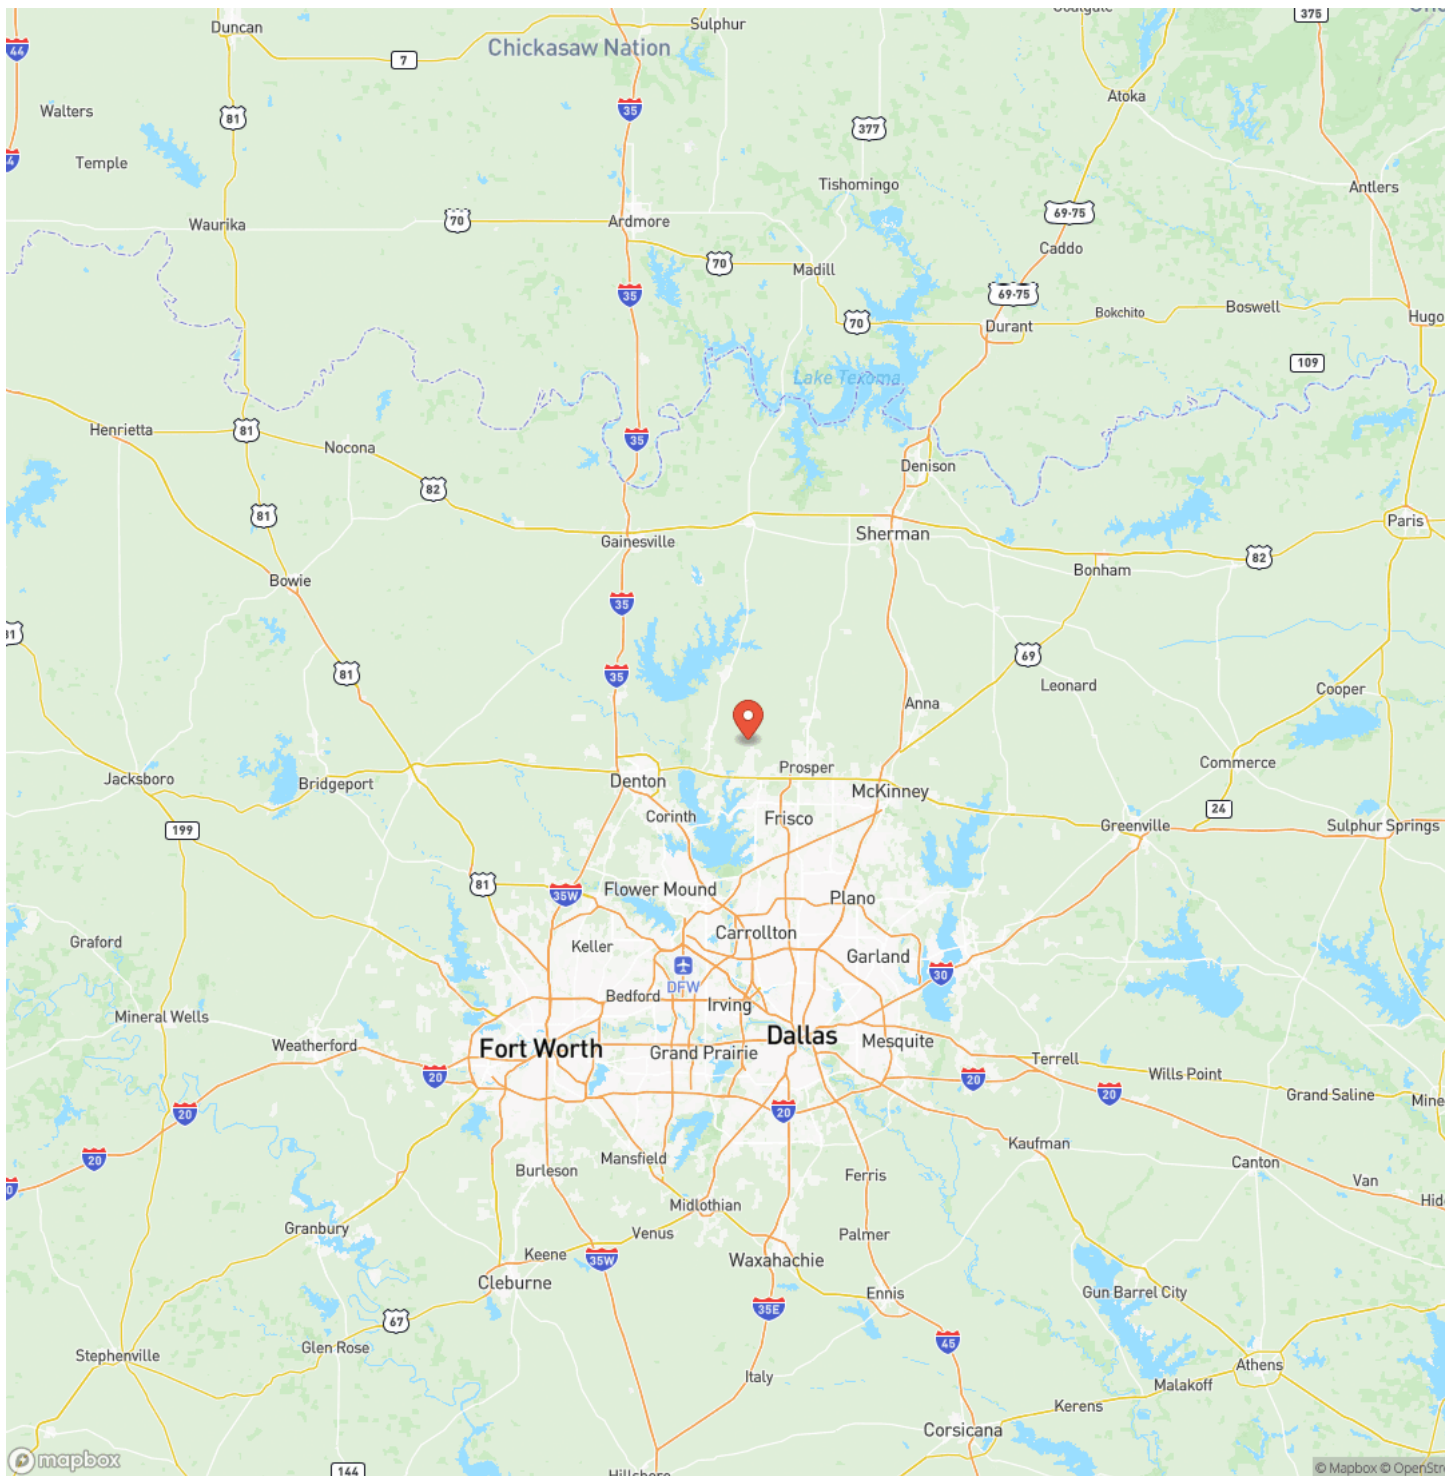 Duncan
Sulphur
375
44
Chickasaw Nation
7
Walters
81
35
Atoka
377
Temple
Tishomingo
Antlers
Waurika
70
Ardmore
69-75
Caddo
70
Madill
35
69-75
Bokchito
Boswell
Hugo
70
Durant
109
Lake Texoma
Henrietta
81
35
Nocona
Denison
82
81
Sherman
Paris
Gainesville
82
Bowie
Bonham
35
81
69
81
35
Leonard
Cooper
Anna
Jacksboro
Bridgeport
Denton
Prosper
Commerce
McKinney
199
Corinth
Frisco
24
Greenville
Sulphur Springs
81
35W
Flower Mound
Plano
Graford
Keller
Carrollton
Garland
DFW
30
Bedford
Irving
Mineral Wells
Weatherford
Fort Worth
Grand Prairie
Dallas
Mesquite
Terrell
20
20
Wills Point
20
Grand Saline
20
20
20
Kaufman
Burleson
Mansfield
Ferris
Canton
Van
Midlothian
Granbury
Venus
Palmer
Keene
35W
Waxahachie
Cleburne
Ennis
Gun Barrel City
35E
67
45
Glen Rose
Stephenville
Athens
Italy
Malakoff
Kerens
Corsicana
mapbox
144
© Mapbox © OpenStr